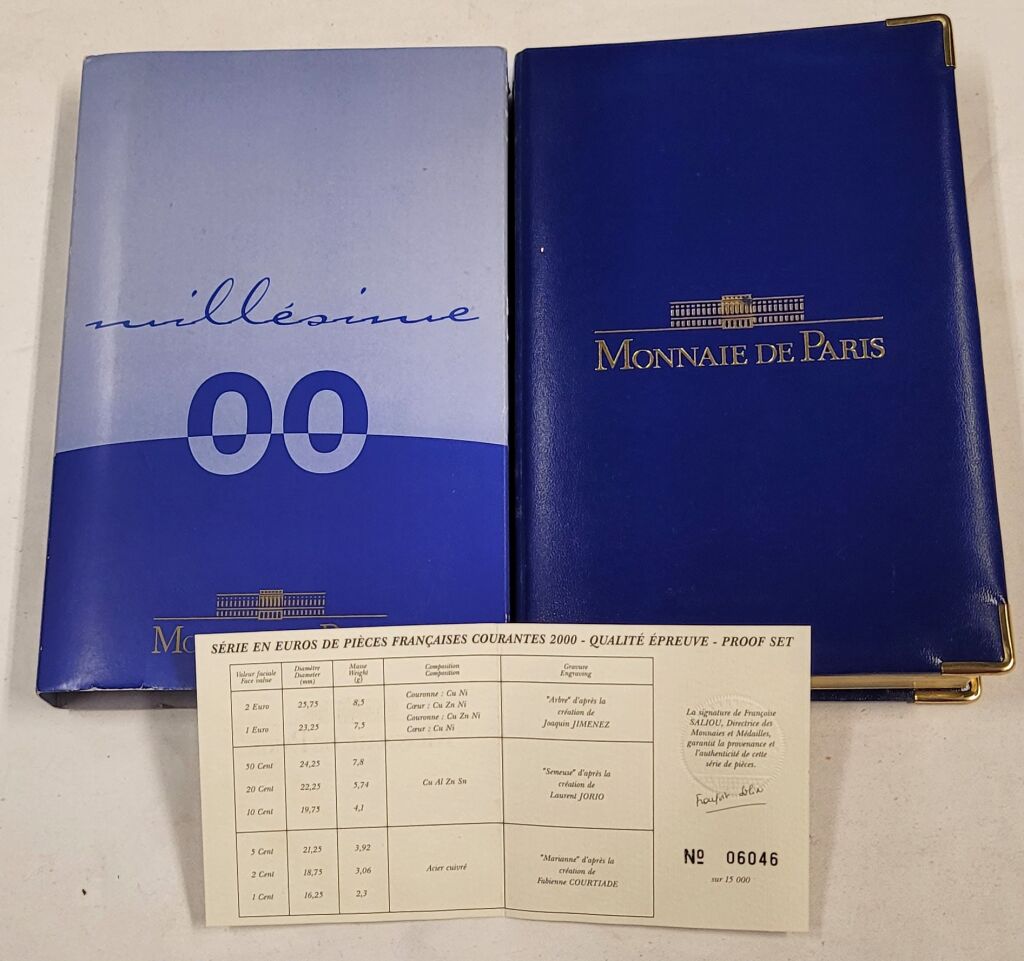 millésime
00
Mo
MONNAIE DE PARIS
SÉRIE EN EUROS DE PIÈCES FRANÇAISES COURANTES 2000 - QUALITÉ ÉPREUVE - PROOF SET
Valeur faciale
Face value
Diamètre
Diameter
(mm)
Masse
Weight
(g)
Composition
Composition
Gravure
Engraving
2 Euro
25,75
8,5
Couronne : Cu Ni
Cœur : Cu Zn Ni
1 Euro
23,25
7,5
Couronne : Cu Zn Ni
Cœur : Cu Ni
"Arbre" d'après la
création de
Joaquin JIMENEZ
50 Cent
24,25
7,8
20 Cent
22,25
5,74
10 Cent
19,75
4,1
Cu Al Zn Sn
"Semeuse" d'après la
création de
Laurent JORIO
5 Cent
21,25
3,92
2 Cent
18,75
3,06
1 Cent
16,25
2,3
Acier cuivré
"Marianne" d'après la
création de
Fabienne COURTIADE
La signature de Françoise
SALIOU, Directrice des
Monnaies et Médailles,
garantit la provenance et
l'authenticité de cette
série de pièces.
Nº 06046
sur 15 000